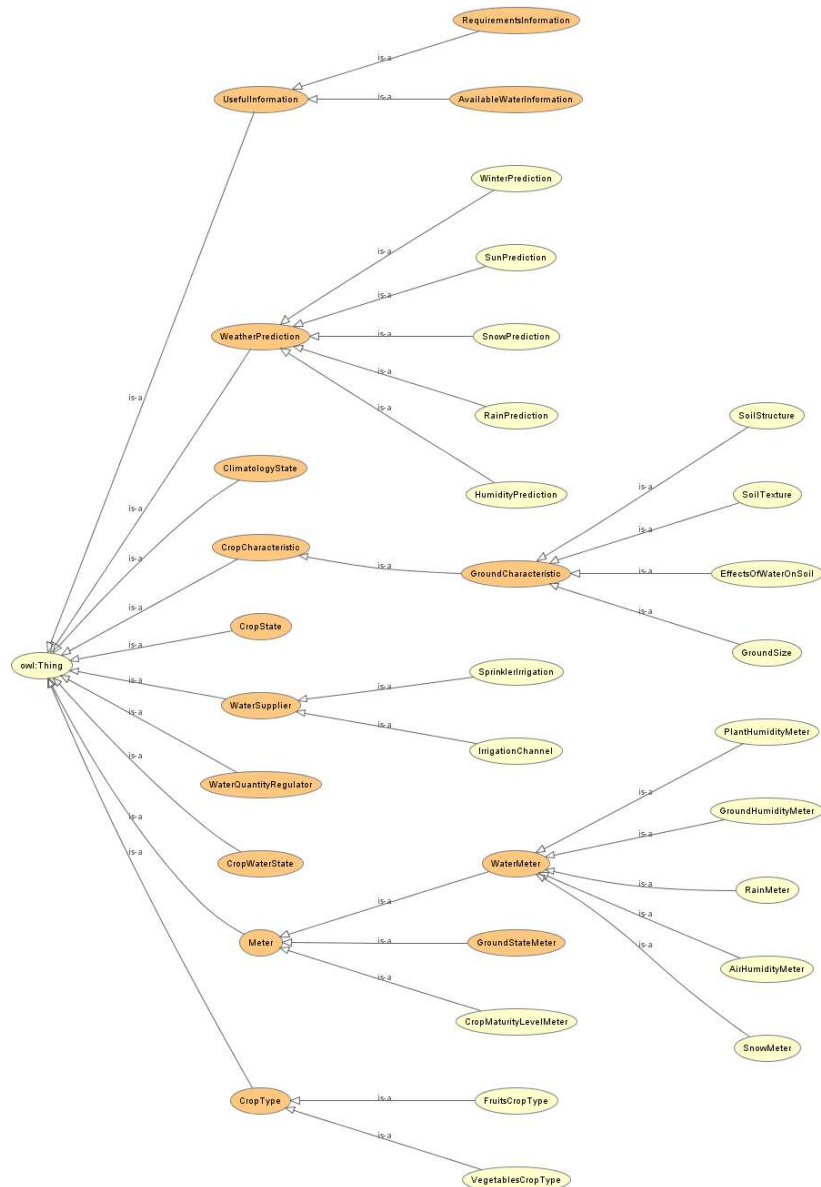 RequirementsInformation
is-a
UsefulInformation
is-a
AvailableWaterInformation
WinterPrediction
is-a
SunPrediction
is-a
WeatherPrediction
is-a
SnowPrediction
is-a
is-a
is-a
RainPrediction
SoilStructure
ClimatologyState
is-a
HumidityPrediction
is-a
SoilTexture
is-a
is-a
CropCharacteristic
is-a
is-a
GroundCharacteristic
is-a
EffectsOfWaterOnSoil
is-a
is-a
CropState
is-a
GroundSize
owl:Thing
is-a
SprinklerIrrigation
is-a
WaterSupplier
is-a
is-a
PlantHumidityMeter
IrrigationChannel
is-a
WaterQuantityRegulator
is-a
is-a
GroundHumidityMeter
is-a
CropWaterState
WaterMeter
is-a
is-a
RainMeter
is-a
Meter
is-a
GroundStateMeter
is-a
is-a
AirHumidityMeter
CropMaturityLevelMeter
SnowMeter
CropType
is-a
FruitsCropType
is-a
VegetablesCropType